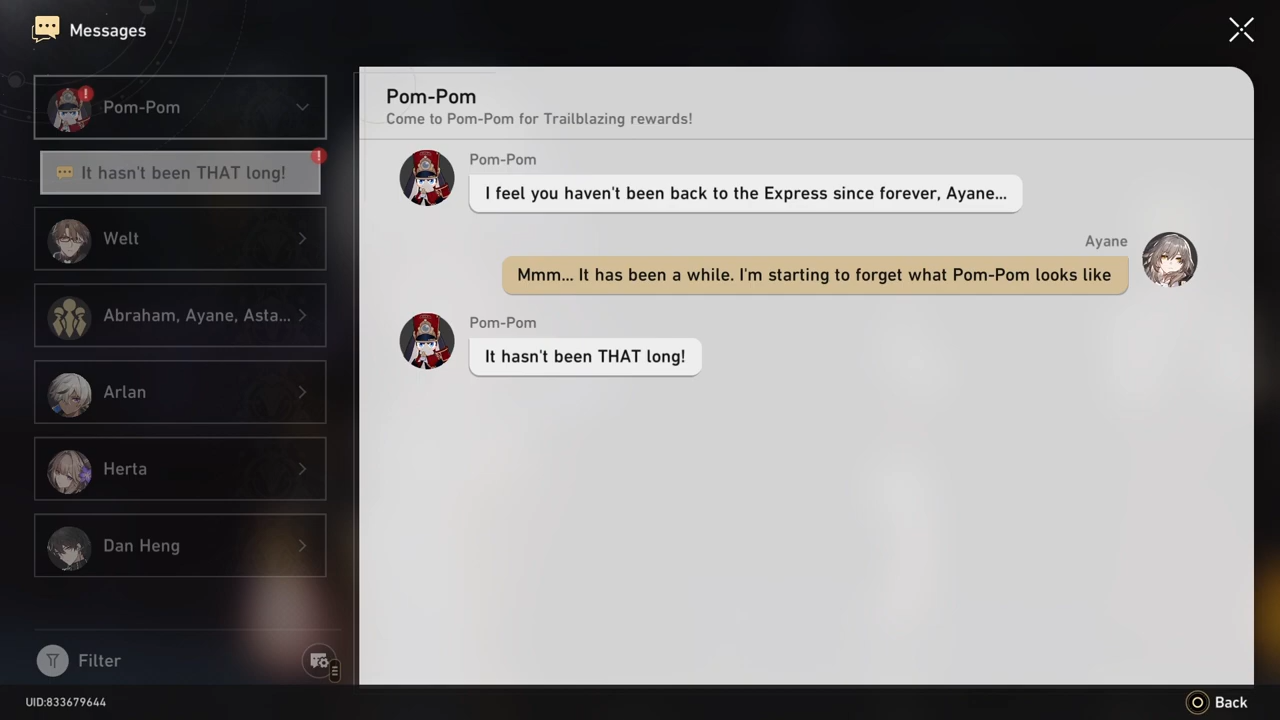 Messages
Pom-Pom
It hasn't been THAT long!
Welt
Abraham, Ayane, Asta...
Arlan
Herta
Dan Heng
Filter
UID:833679644
Pom-Pom
Come to Pom-Pom for Trailblazing rewards!
Pom-Pom
I feel you haven't been back to the Express since forever, Ayane...
Ayane
Mmm... It has been a while. I'm starting to forget what Pom-Pom looks like
Pom-Pom
It hasn't been THAT long!
Back